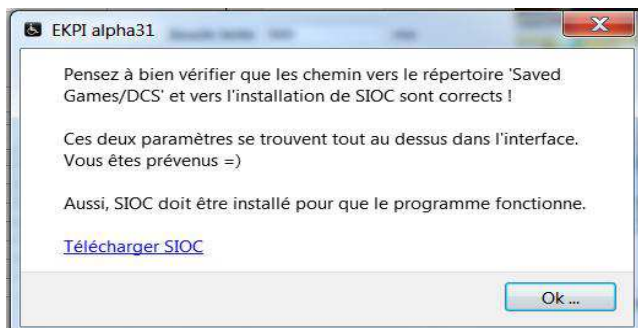 EKPI alpha31
Pensez à bien vérifier que les chemin vers le répertoire 'Saved
Games/DCS' et vers l'installation de SIOC sont corrects !
Ces deux paramètres se trouvent tout au dessus dans l'interface.
Vous êtes prévenus =)
Aussi, SIOC doit être installé pour que le programme fonctionne.
Télécharger SIOC
Ok ...